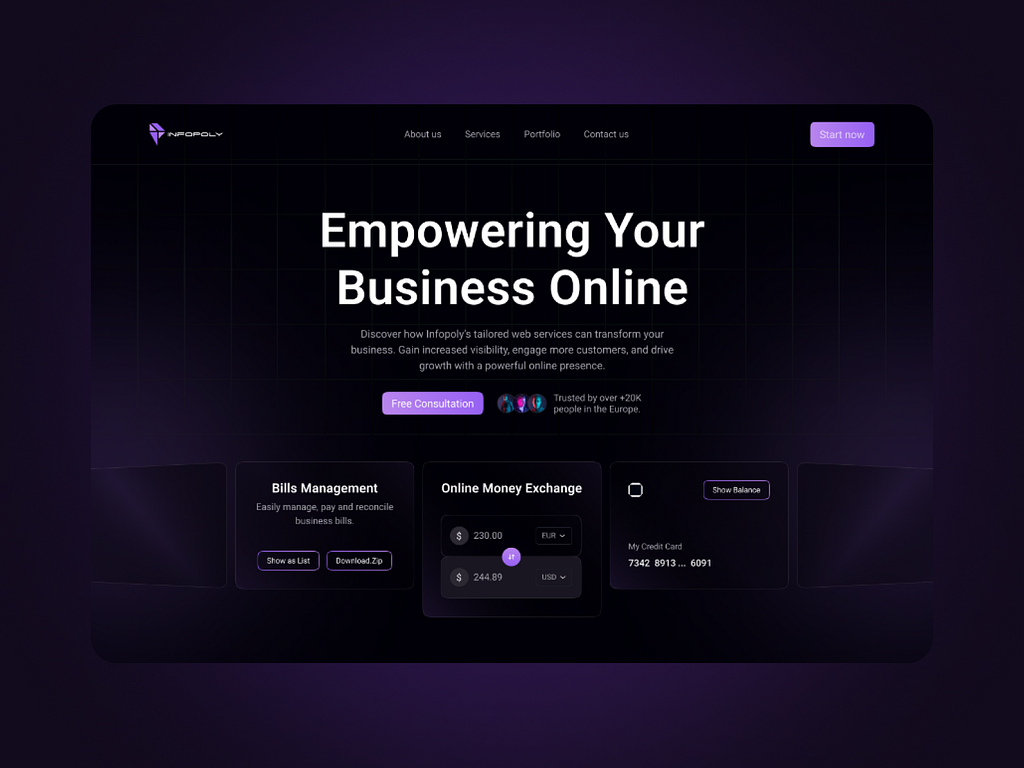 INFOPOLY
About us
Services
Portfolio
Contact us
Start now
Empowering Your
Business Online
Discover how Infopoly's tailored web services can transform your
business. Gain increased visibility, engage more customers, and drive
growth with a powerful online presence.
Free Consultation
Trusted by over +20K
people in the Europe.
Bills Management
Easily manage, pay and reconcile
business bills.
Show as List
Download.Zip
Online Money Exchange
$ 230.00
EUR
$ 244.89
USD
Show Balance
My Credit Card
7342 8913 ... 6091